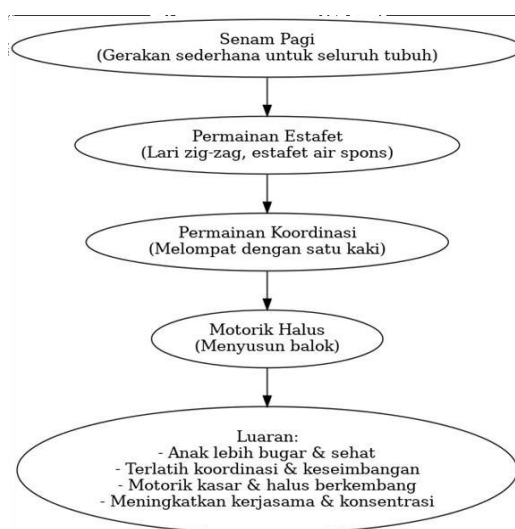 Senam Pagi
(Gerakan sederhana untuk seluruh tubuh)
Permainan Estafet
(Lari zig-zag, estafet air spons)
Permainan Koordinasi
(Melompat dengan satu kaki)
Motorik Halus
(Menyusun balok)
Luaran:
- Anak lebih bugar & sehat
- Terlatih koordinasi & keseimbangan
- Motorik kasar & halus berkembang
- Meningkatkan kerjasama & konsentrasi